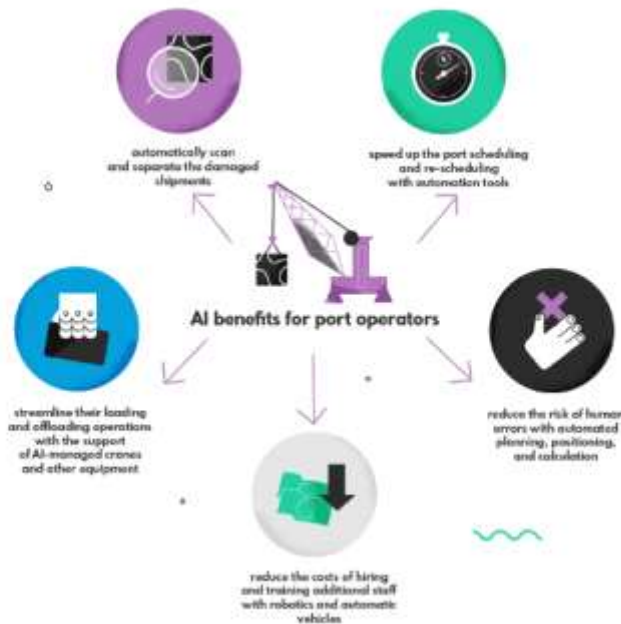 automatically scan
and separate the damaged
shipments
speed up the port scheduling
and re-scheduling
with automation tools
AI benefits for port operators
streamline their loading
and offloading operations
with the support
of AI-managed cranes
and other equipment
reduce the risk of human
errors with automated
planning, positioning,
and calculation
reduce the costs of hiring
and training additional staff
with robotics and automatic
vehicles